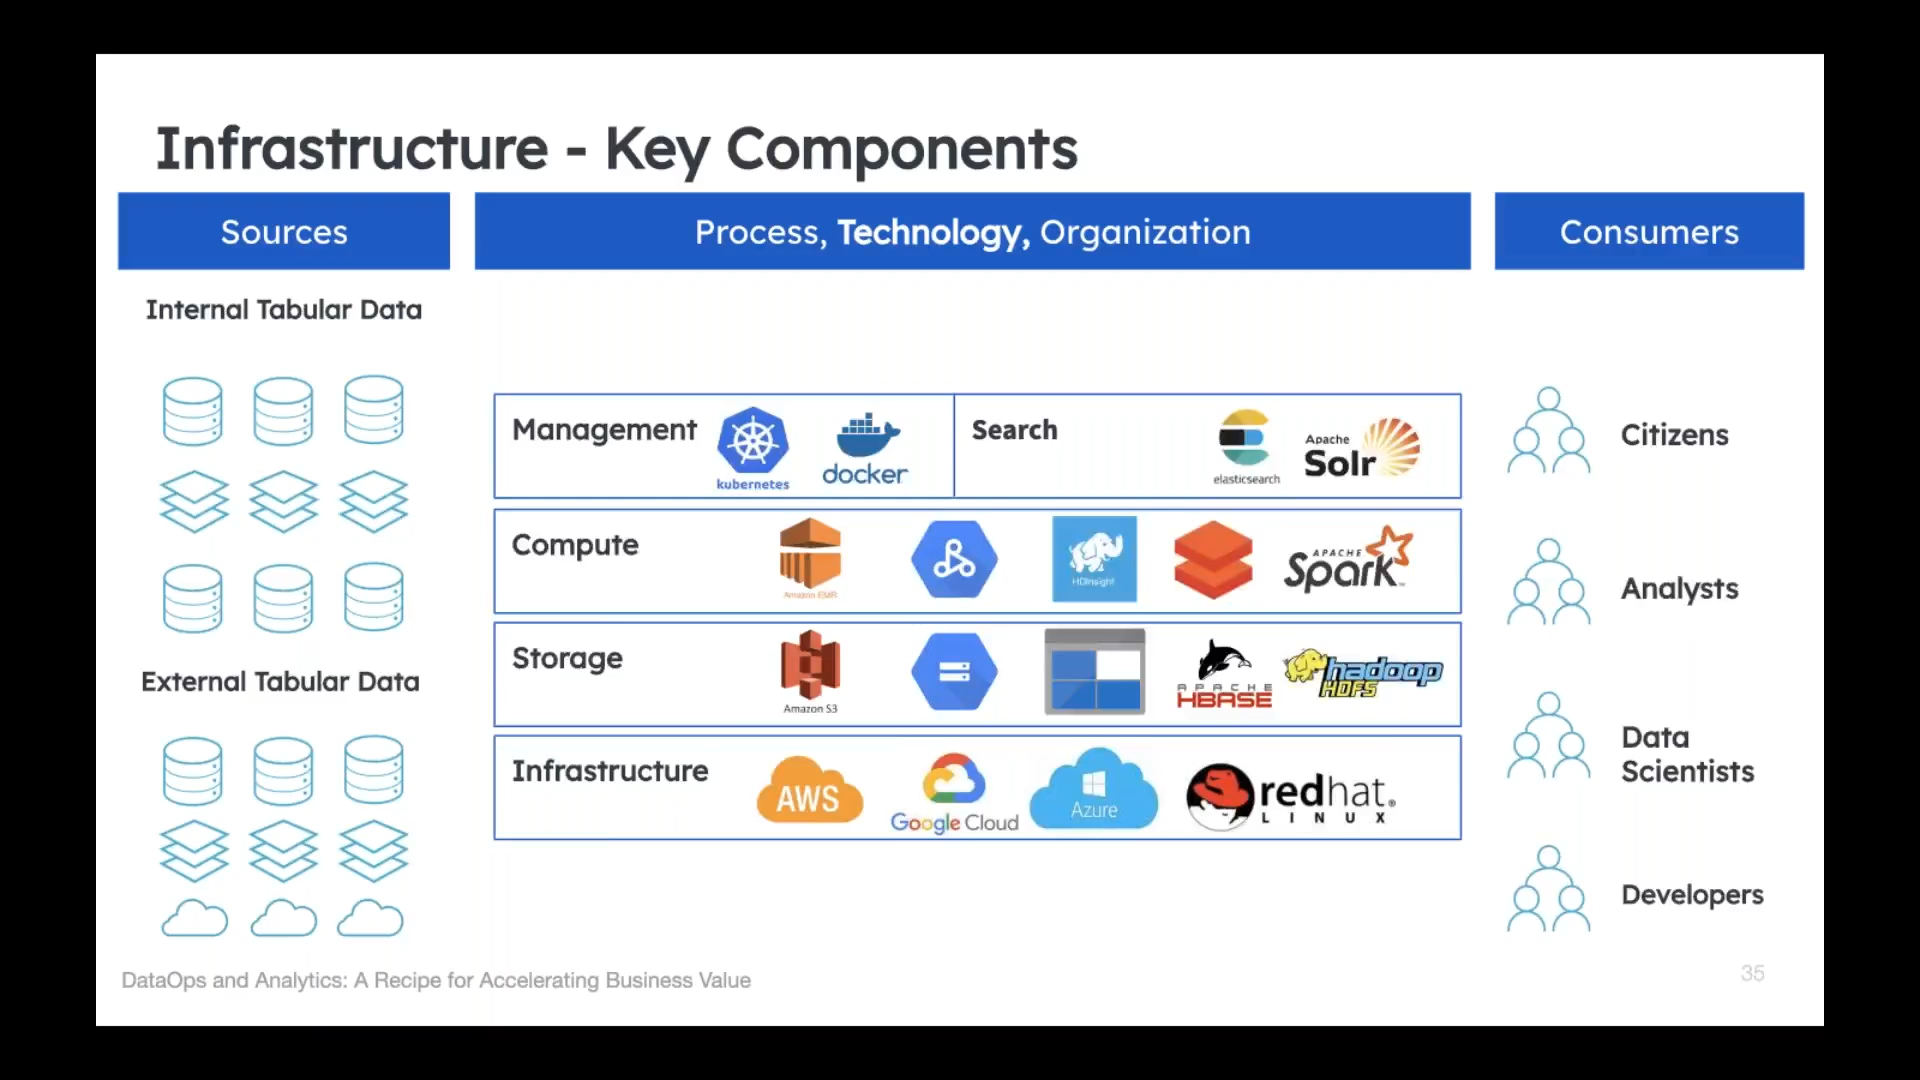 Infrastructure - Key Components
Sources
Process, Technology, Organization
Consumers
Internal Tabular Data
External Tabular Data
Management
kubernetes
docker
Search
elasticsearch
Apache
Solr
Compute
Amazon EMR
HDInsight
APACHE
Spark
Storage
Amazon S3
APACHE
HBASE
hadoop
HDFS
Infrastructure
AWS
Google Cloud
Azure
redhat
LINUX
Citizens
Analysts
Data
Scientists
Developers
DataOps and Analytics: A Recipe for Accelerating Business Value
35